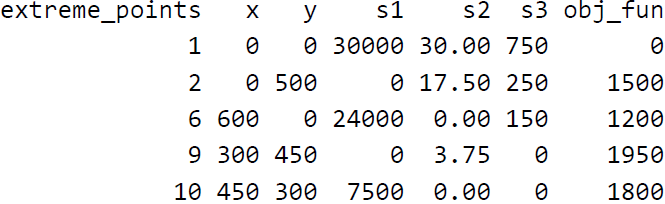 extreme_points x y s1 s2 s3 obj_fun
1 0 0 30000 30.00 750 0
2 0 500 0 17.50 250 1500
6 600 0 24000 0.00 150 1200
9 300 450 0 3.75 0 1950
10 450 300 7500 0.00 0 1800